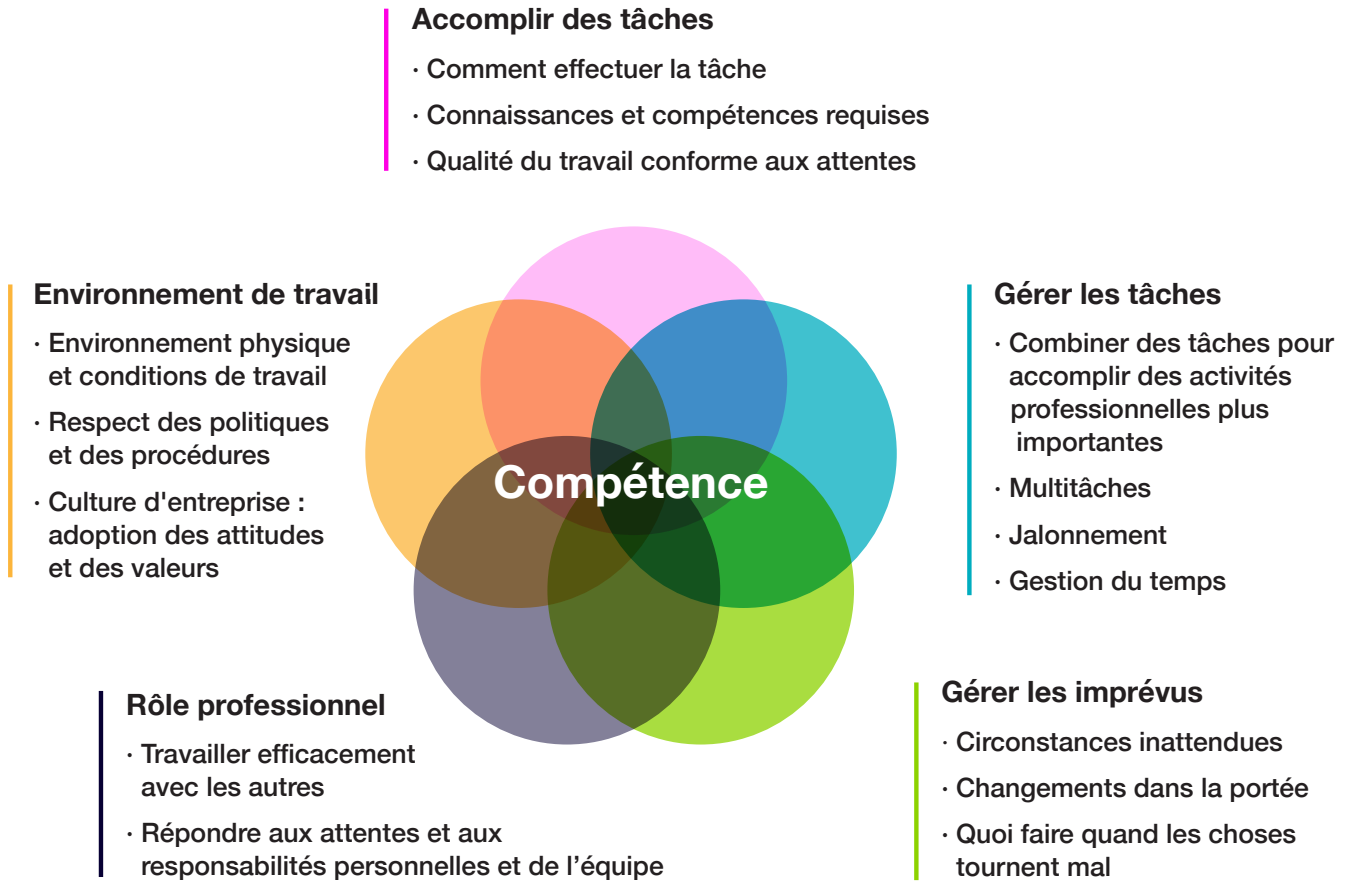 Accomplir des tâches
· Comment effectuer la tâche
· Connaissances et compétences requises
· Qualité du travail conforme aux attentes
Environnement de travail
· Environnement physique
et conditions de travail
· Respect des politiques
et des procédures
· Culture d'entreprise :
adoption des attitudes
et des valeurs
Compétence
Gérer les tâches
· Combiner des tâches pour
accomplir des activités
professionnelles plus
importantes
· Multitâches
· Jalonnement
· Gestion du temps
Rôle professionnel
· Travailler efficacement
avec les autres
· Répondre aux attentes et aux
responsabilités personnelles et de l’équipe
Gérer les imprévus
· Circonstances inattendues
· Changements dans la portée
· Quoi faire quand les choses
tournent mal